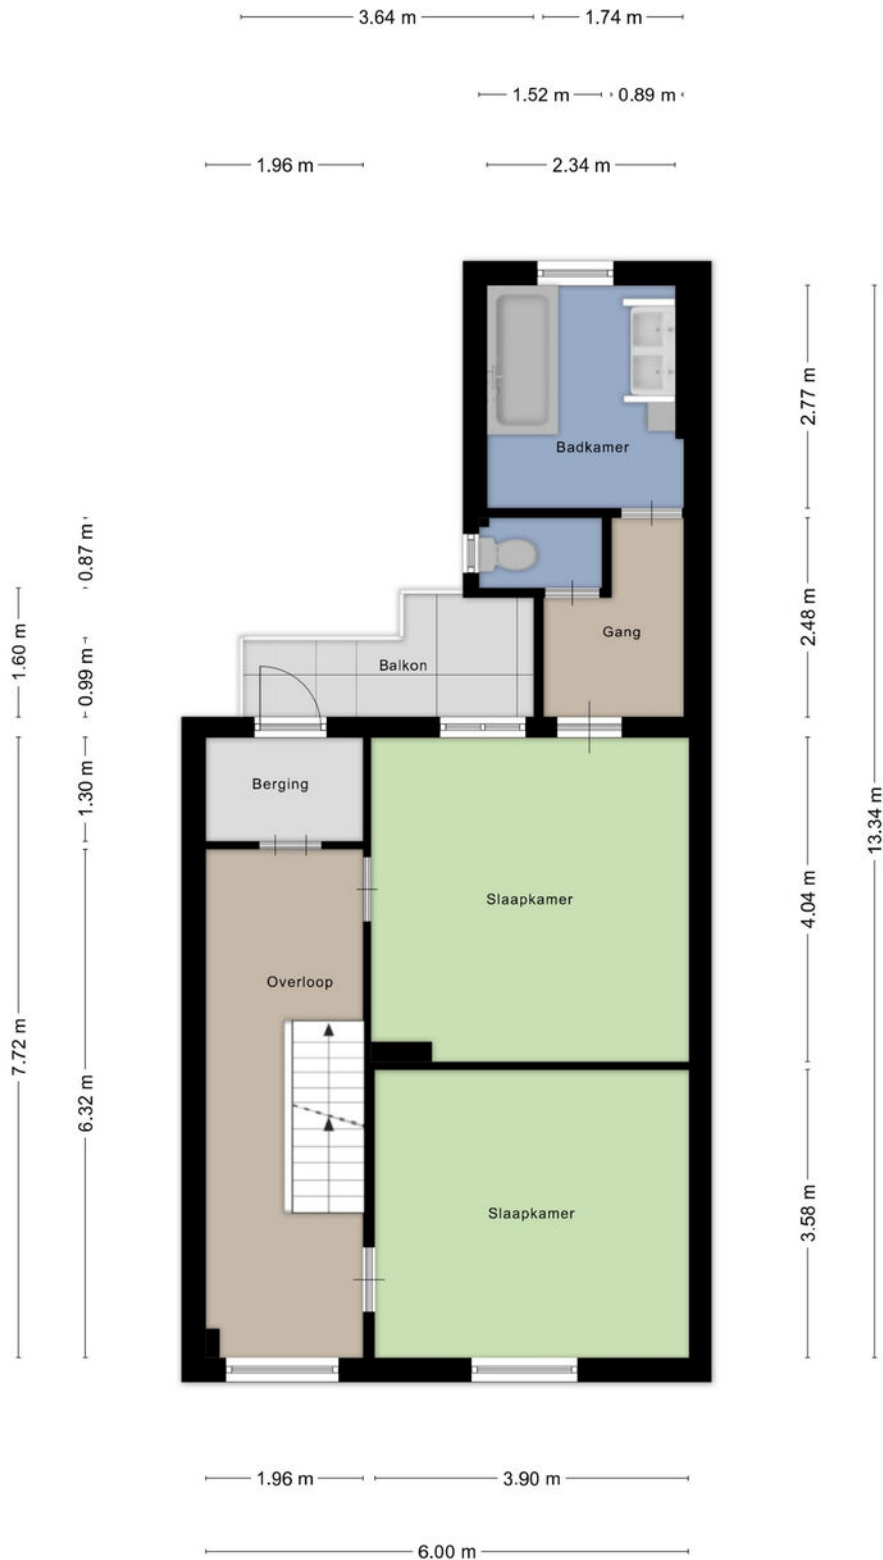 3.64 m
1.74 m
1.52 m
0.89 m
1.96 m
2.34 m
2.77 m
13.34 m
Badkamer
0.87 m
2.48 m
1.60 m
Gang
0.99 m
Balkon
1.30 m
Berging
4.04 m
Slaapkamer
Overloop
7.72 m
6.32 m
3.58 m
Slaapkamer
1.96 m
3.90 m
6.00 m